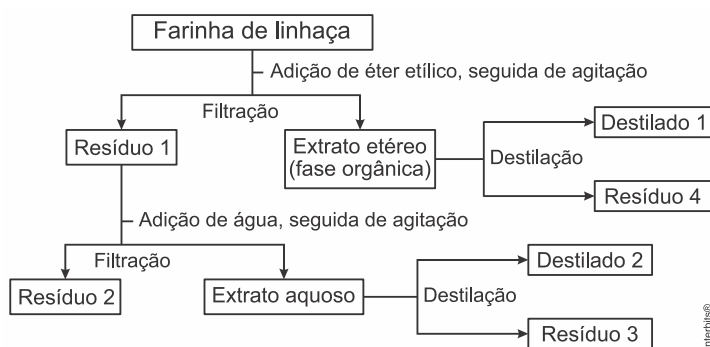 Farinha de linhaça
Adição de éter etílico, seguida de agitação
Filtração
Resíduo 1
Extrato etéreo
(fase orgânica)
Destilação
Destilado 1
Resíduo 4
Adição de água, seguida de agitação
Filtração
Resíduo 2
Extrato aquoso
Destilação
Destilado 2
Resíduo 3